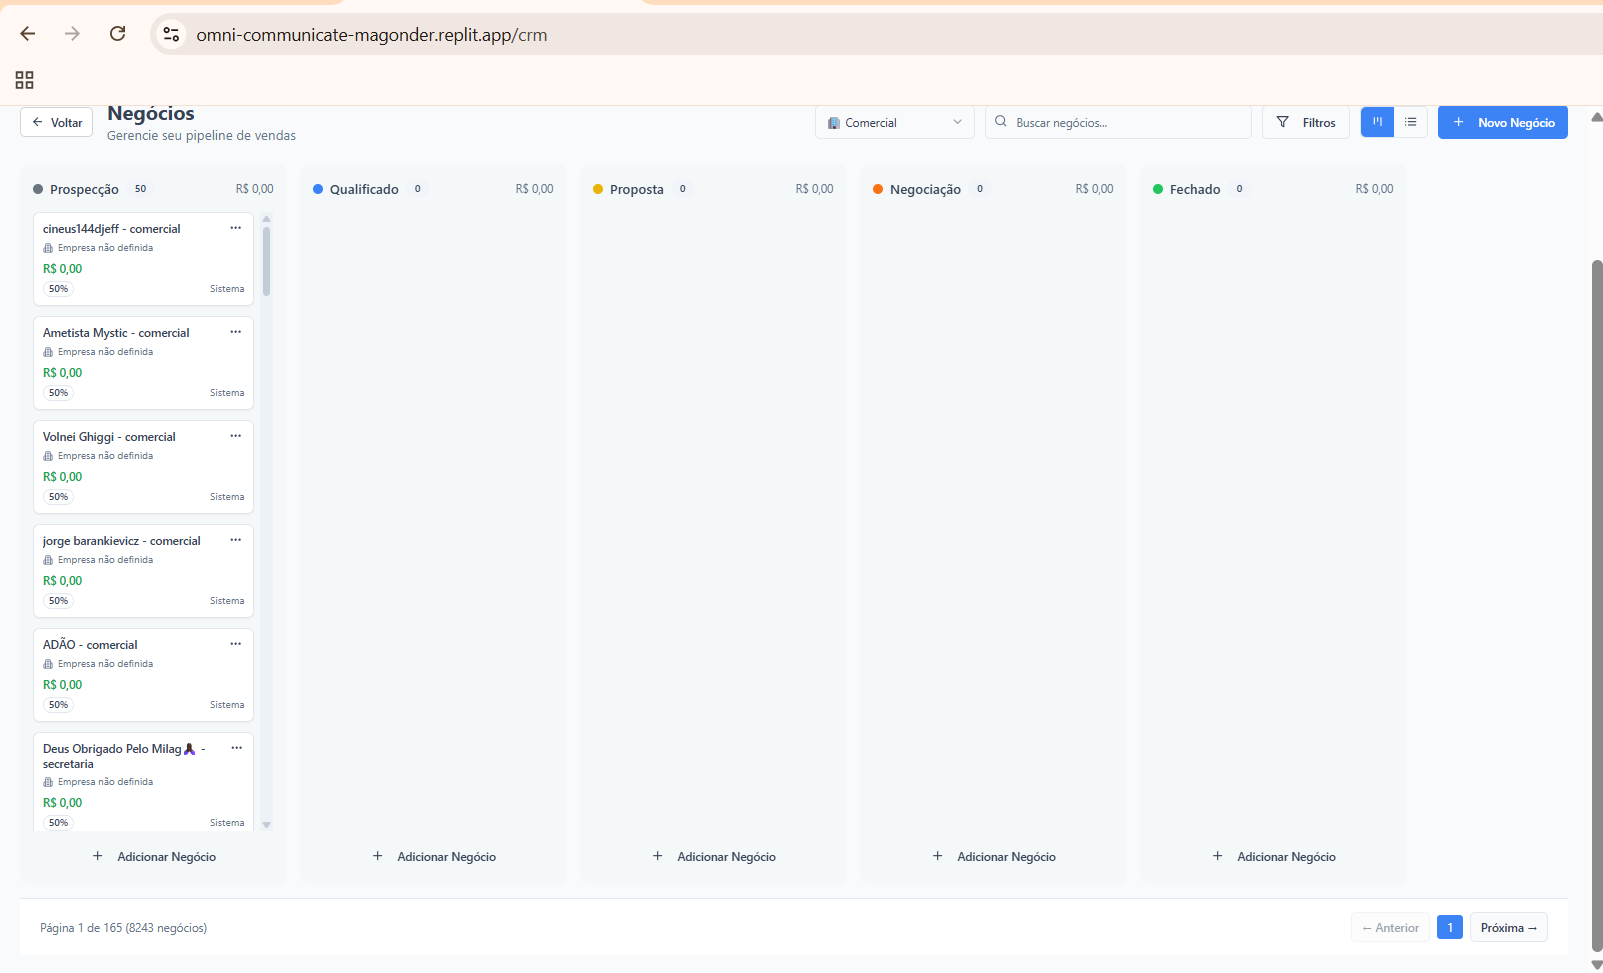 omni-communicate-magonder.replit.app/crm
← Voltar
Negócios
Gerencie seu pipeline de vendas
Comercial
Buscar negócios...
Filtros
+ Novo Negócio
Prospecção 50 R$ 0,00
cineus144djeff - comercial ...
Empresa não definida
R$ 0,00
50% Sistema
Ametista Mystic - comercial ...
Empresa não definida
R$ 0,00
50% Sistema
Volnei Ghiggi - comercial ...
Empresa não definida
R$ 0,00
50% Sistema
jorge barankievicz - comercial ...
Empresa não definida
R$ 0,00
50% Sistema
ADÃO - comercial ...
Empresa não definida
R$ 0,00
50% Sistema
Deus Obrigado Pelo Milag - ...
secretaria
Empresa não definida
R$ 0,00
50% Sistema
+ Adicionar Negócio
Qualificado 0 R$ 0,00
+ Adicionar Negócio
Proposta 0 R$ 0,00
+ Adicionar Negócio
Negociação 0 R$ 0,00
+ Adicionar Negócio
Fechado 0 R$ 0,00
+ Adicionar Negócio
Página 1 de 165 (8243 negócios)
← Anterior 1 Próxima →